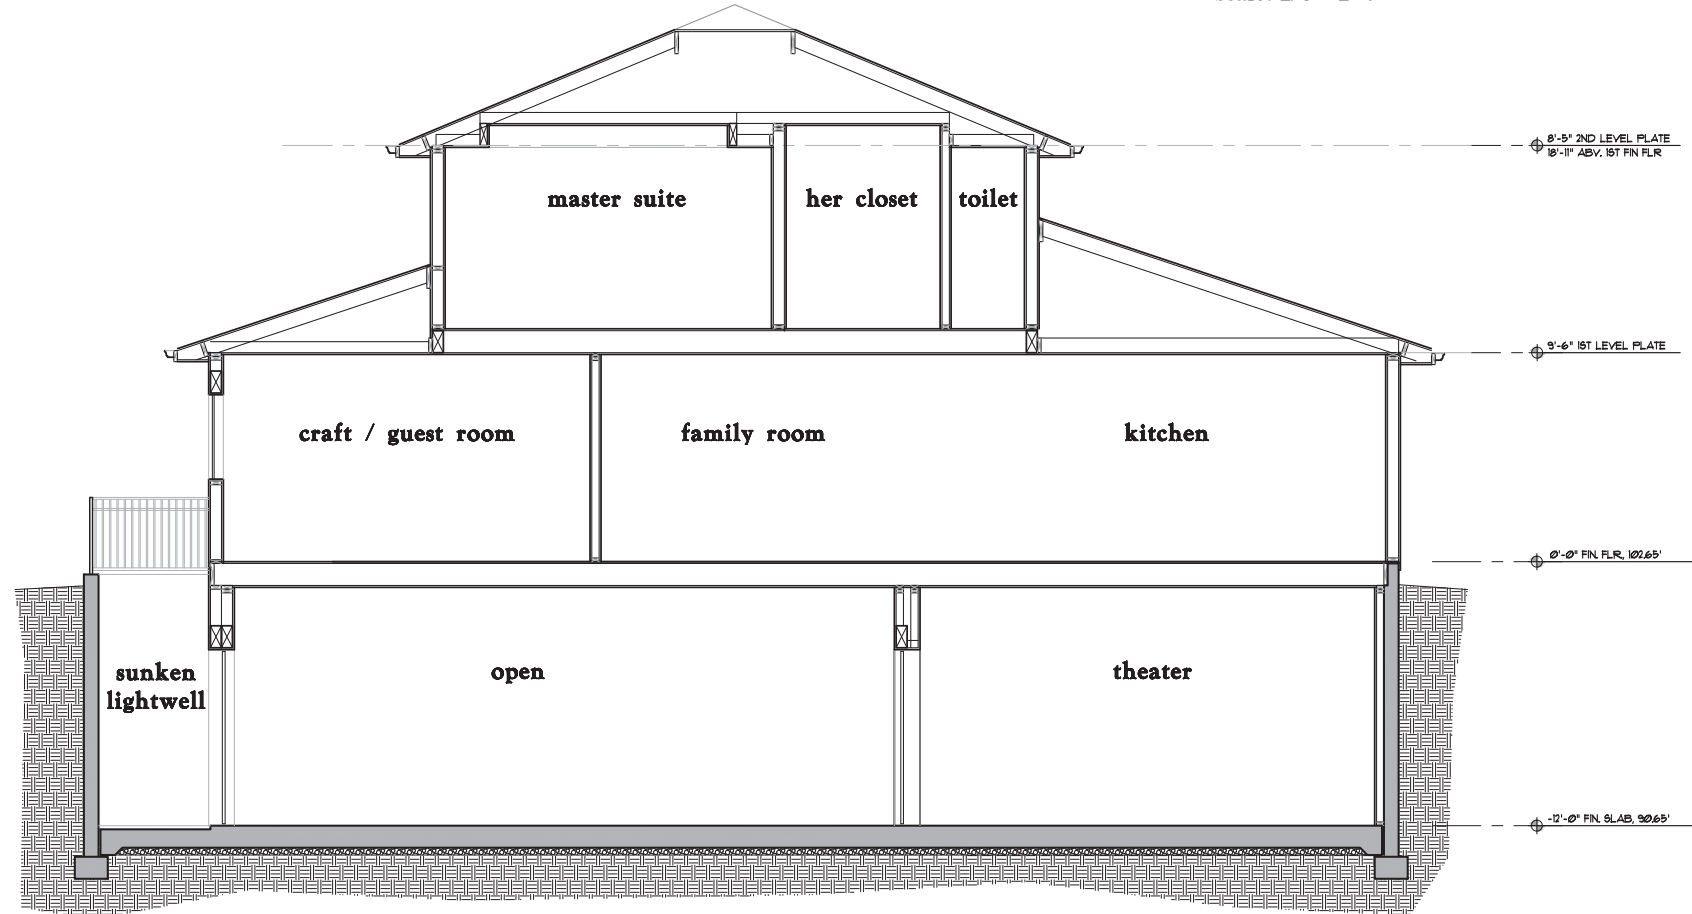 8'-5" 2ND LEVEL PLATE
18'-11" ABV. 1ST FIN FLR
master suite
her closet
toilet
9'-6" 1ST LEVEL PLATE
craft / guest room
family room
kitchen
0'-0" FIN. FLR., 102.65'
sunken
lightwell
open
theater
-12'-0" FIN. SLAB, 90.65'